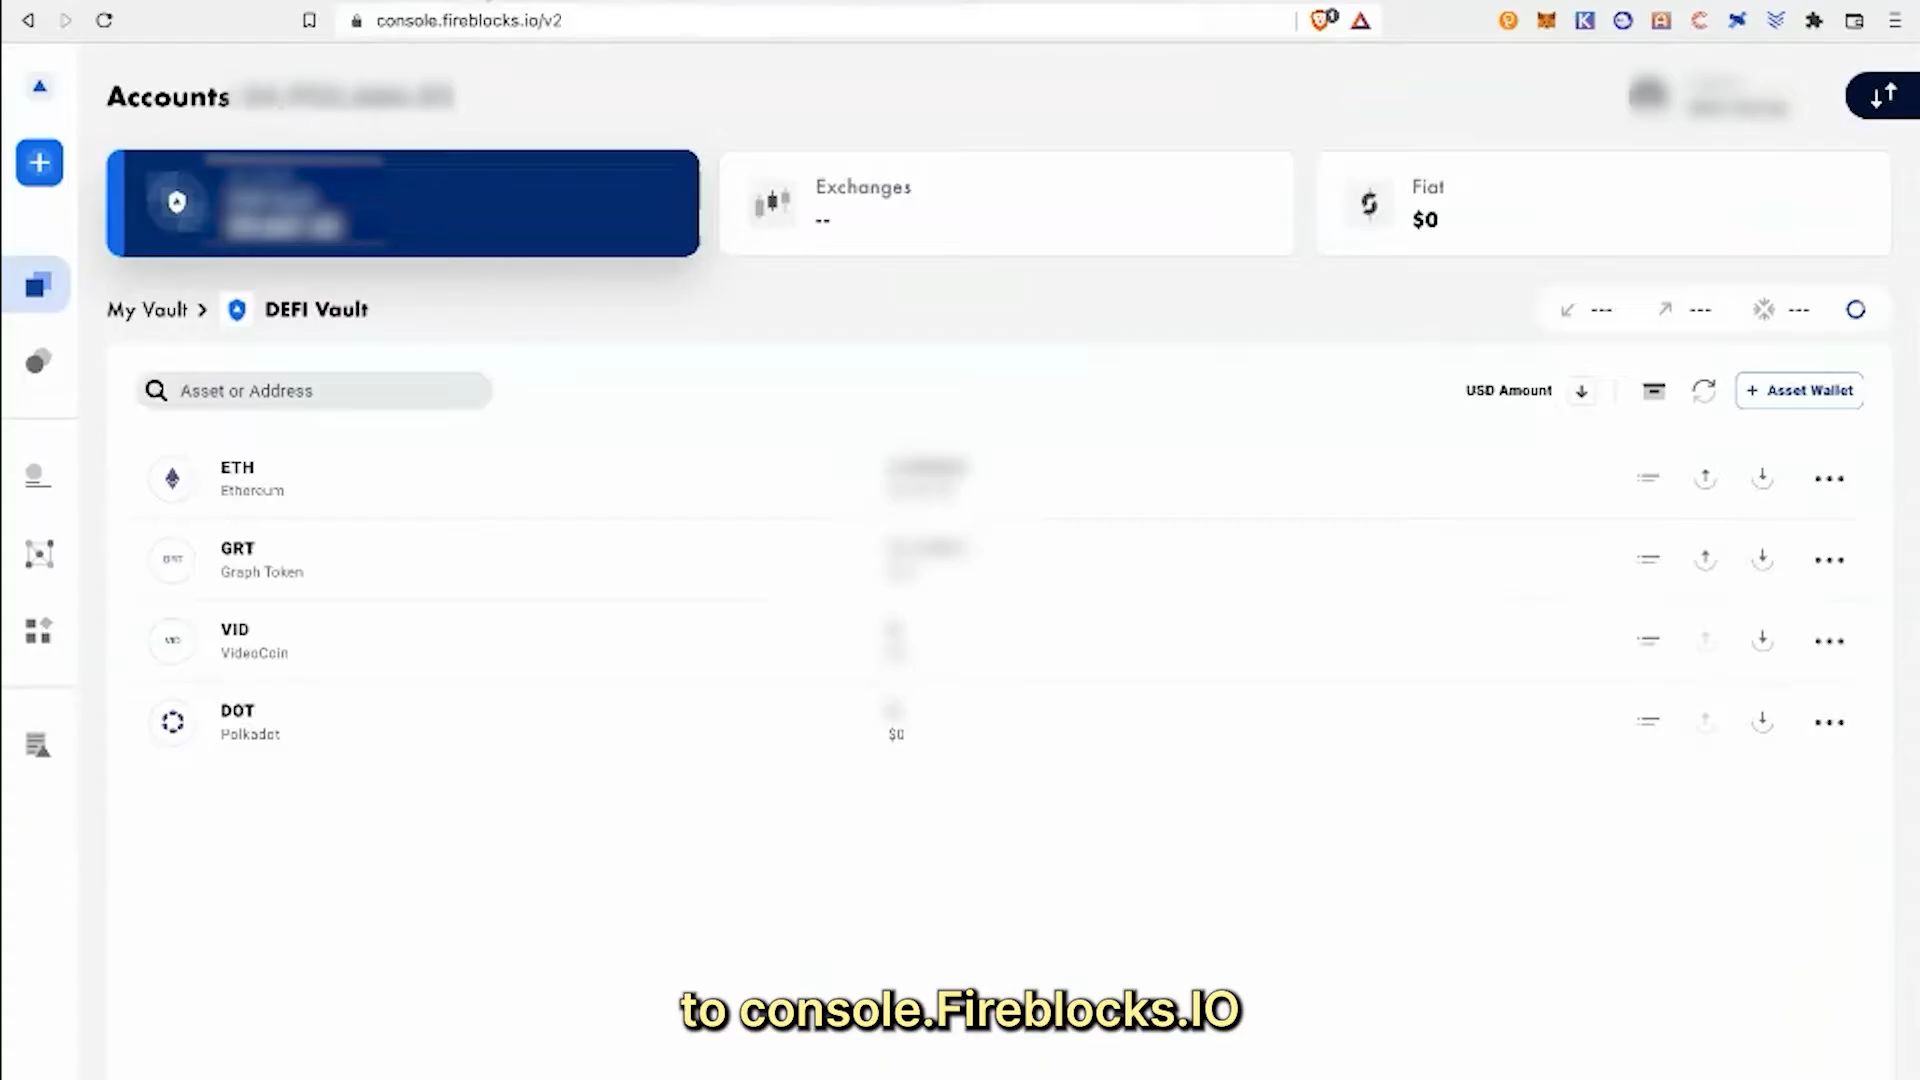 console.fireblocks.io/v2
Accounts
Exchanges
--
Fiat
$0
My Vault
DEFI Vault
---
---
---
Asset or Address
USD Amount
+ Asset Wallet
ETH
Ethereum
GRT
Graph Token
VID
VID
VideoCoin
DOT
Polkadot
$0
to console.Fireblocks.IO